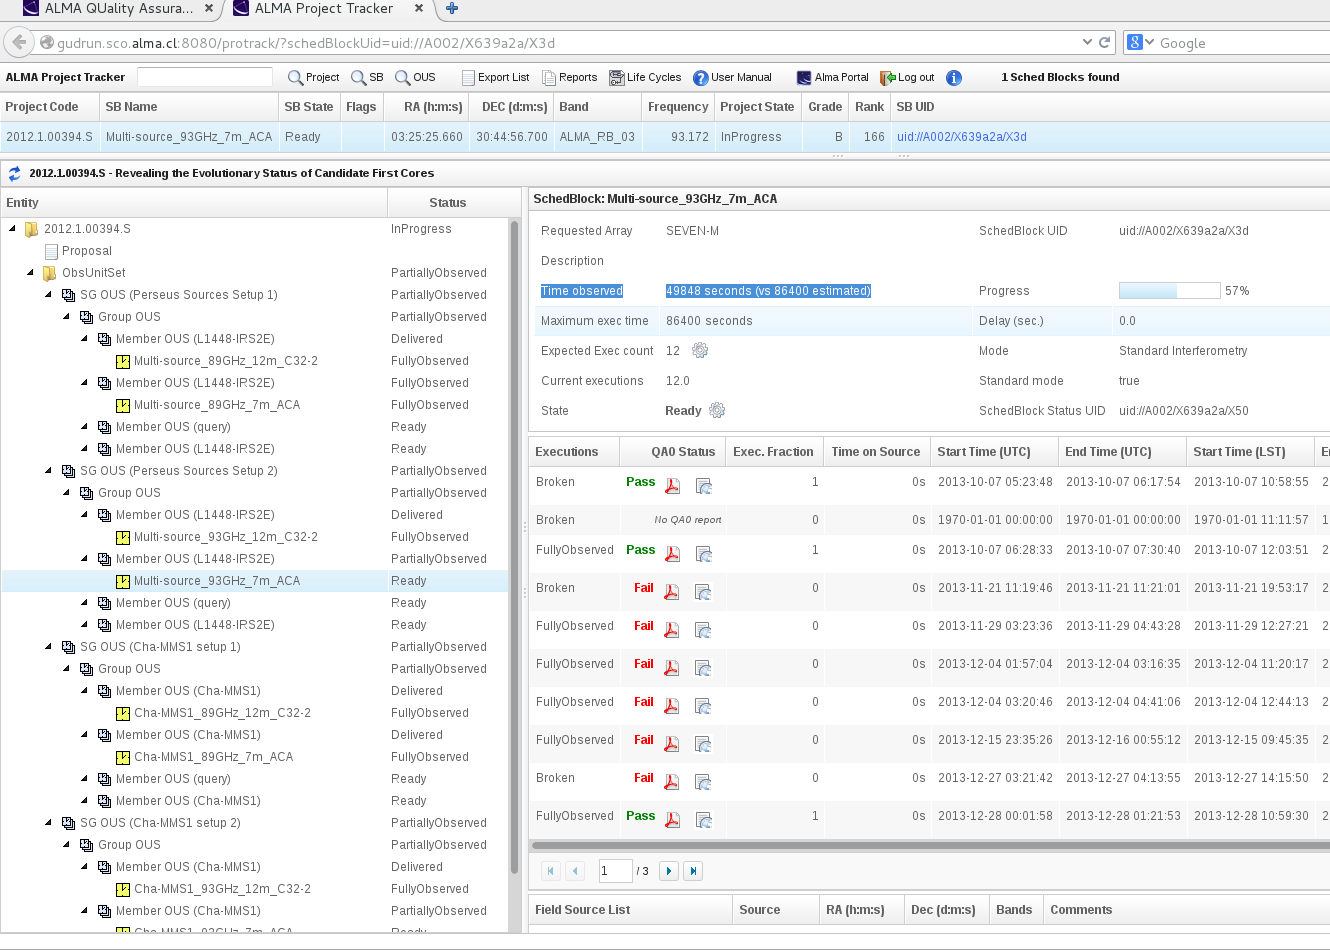 ALMA QUality Assura... × ALMA Project Tracker ×
gudrun.sco.alma.cl:8080/protrack/?schedBlockUid=uid://A002/X639a2a/X3d Google
ALMA Project Tracker Project SB OUS Export List Reports Life Cycles User Manual Alma Portal Log out 1 Sched Blocks found
Project Code SB Name SB State Flags RA (h:m:s) DEC (d:m:s) Band Frequency Project State Grade Rank SB UID
2012.1.00394.S Multi-source_93GHz_7m_ACA Ready 03:25:25.660 30:44:56.700 ALMA_RB_03 93.172 InProgress B 166 uid://A002/X639a2a/X3d
2012.1.00394.S - Revealing the Evolutionary Status of Candidate First Cores
Entity Status
2012.1.00394.S InProgress
Proposal
ObsUnitSet PartiallyObserved
SG OUS (Perseus Sources Setup 1) PartiallyObserved
Group OUS PartiallyObserved
Member OUS (L1448-IRS2E) Delivered
Multi-source_89GHz_12m_C32-2 FullyObserved
Member OUS (L1448-IRS2E) FullyObserved
Multi-source_89GHz_7m_ACA FullyObserved
Member OUS (query) Ready
Member OUS (L1448-IRS2E) Ready
SG OUS (Perseus Sources Setup 2) PartiallyObserved
Group OUS PartiallyObserved
Member OUS (L1448-IRS2E) Delivered
Multi-source_93GHz_12m_C32-2 FullyObserved
Member OUS (L1448-IRS2E) PartiallyObserved
Multi-source_93GHz_7m_ACA Ready
Member OUS (query) Ready
Member OUS (L1448-IRS2E) Ready
SG OUS (Cha-MMS1 setup 1) PartiallyObserved
Group OUS PartiallyObserved
Member OUS (Cha-MMS1) Delivered
Cha-MMS1_89GHz_12m_C32-2 FullyObserved
Member OUS (Cha-MMS1) Delivered
Cha-MMS1_89GHz_7m_ACA FullyObserved
Member OUS (query) Ready
Member OUS (Cha-MMS1) Ready
SG OUS (Cha-MMS1 setup 2) PartiallyObserved
Group OUS PartiallyObserved
Member OUS (Cha-MMS1) Delivered
Cha-MMS1_93GHz_12m_C32-2 FullyObserved
Member OUS (Cha-MMS1) PartiallyObserved
Cha-MMS1_93GHz_7m_ACA Ready
SchedBlock: Multi-source_93GHz_7m_ACA
Requested Array SEVEN-M SchedBlock UID uid://A002/X639a2a/X3d
Description
Time observed 49848 seconds (vs 86400 estimated) Progress 57%
Maximum exec time 86400 seconds Delay (sec.) 0.0
Expected Exec count 12 Mode Standard Interferometry
Current executions 12.0 Standard mode true
State Ready SchedBlock Status UID uid://A002/X639a2a/X50
Executions QA0 Status Exec. Fraction Time on Source Start Time (UTC) End Time (UTC) Start Time (LST) E
Broken Pass 1 0s 2013-10-07 05:23:48 2013-10-07 06:17:54 2013-10-07 10:58:55 2
Broken No QA0 report 0 0s 1970-01-01 00:00:00 1970-01-01 00:00:00 1970-01-01 11:11:57 1
FullyObserved Pass 1 0s 2013-10-07 06:28:33 2013-10-07 07:30:40 2013-10-07 12:03:51 2
Broken Fail 0 0s 2013-11-21 11:19:46 2013-11-21 11:21:01 2013-11-21 19:53:17 2
FullyObserved Fail 0 0s 2013-11-29 03:23:36 2013-11-29 04:43:28 2013-11-29 12:27:21 2
FullyObserved Fail 0 0s 2013-12-04 01:57:04 2013-12-04 03:16:35 2013-12-04 11:20:17 2
FullyObserved Fail 0 0s 2013-12-04 03:20:46 2013-12-04 04:41:06 2013-12-04 12:44:13 2
FullyObserved Fail 0 0s 2013-12-15 23:35:26 2013-12-16 00:55:12 2013-12-15 09:45:35 2
Broken Fail 0 0s 2013-12-27 03:21:42 2013-12-27 04:13:55 2013-12-27 14:15:50 2
FullyObserved Pass 1 0s 2013-12-28 00:01:58 2013-12-28 01:21:53 2013-12-28 10:59:30 2
1 / 3
Field Source List Source RA (h:m:s) Dec (d:m:s) Bands Comments